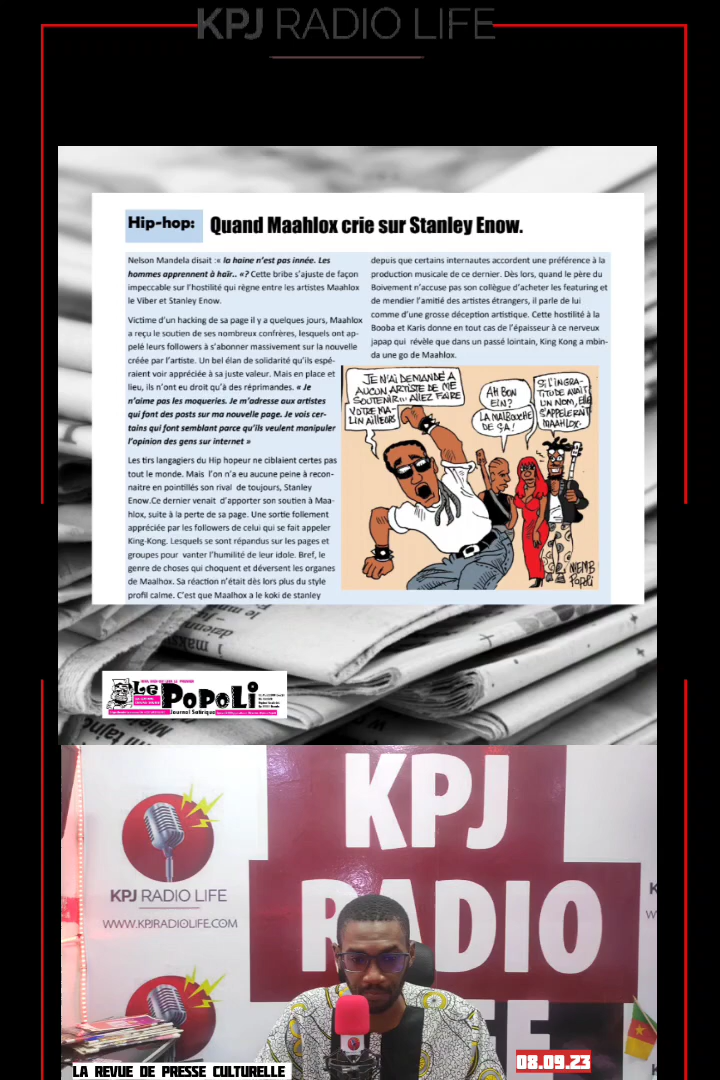 KPJ RADIO LIFE
Hip-hop: Quand Maahlox crie sur Stanley Enow.
Nelson Mandela disait :« la haine n'est pas innée. Les
hommes apprennent à haïr.. «? Cette bribe s'ajuste de façon
impeccable sur l'hostilité qui règne entre les artistes Maahlox
le Viber et Stanley Enow.
Victime d'un hacking de sa page il y a quelques jours, Maahlox
a reçu le soutien de ses nombreux confrères, lesquels ont ap-
pelé leurs followers à s'abonner massivement sur la nouvelle
créée par l'artiste. Un bel élan de solidarité qu'ils espé-
raient voir appréciée à sa juste valeur. Mais en place et
lieu, ils n'ont eu droit qu'à des réprimandes. « Je
n'aime pas les moqueries. Je m'adresse aux artistes
qui font des posts sur ma nouvelle page. Je vois cer-
tains qui font semblant parce qu'ils veulent manipuler
l'opinion des gens sur internet »
Les tirs langagiers du Hip hopeur ne ciblaient certes pas
tout le monde. Mais l'on n'a eu aucune peine à recon-
naitre en pointillés son rival de toujours, Stanley
Enow.Ce dernier venait d'apporter son soutien à Maa-
hlox, suite à la perte de sa page. Une sortie follement
appréciée par les followers de celui qui se fait appeler
King-Kong. Lesquels se sont répandus sur les pages et
groupes pour vanter l'humilité de leur idole. Bref, le
genre de choses qui choquent et déversent les organes
de Maahlox. Sa réaction n'était dès lors plus du style
profil calme. C'est que Maahlox a le koki de stanley
depuis que certains internautes accordent une préférence à la
production musicale de ce dernier. Dès lors, quand le père du
Boivement n'accuse pas son collègue d'acheter les featuring et
de mendier l'amitié des artistes étrangers, il parle de lui
comme d'une grosse déception artistique. Cette hostilité à la
Booba et Karis donne en tout cas de l'épaisseur à ce nerveux
japap qui révèle que dans un passé lointain, King Kong a mbin-
da une go de Maahlox.
JE N'AI DEMANDÉ A
AUCUN ARTISTE DE ME
SOUTENIR... ALLEZ FAIRE
VOTRE MA-
LIN AILLEURS
AH BON
EIN?
LA MALBOUCHE
DE ÇA!
SI L'INGRA-
TITUDE AVAIT
UN NOM, ELLE
S'APPELERAIT
MAAHLOX.
NYEMB
POPOLI
Le POPOLI
Journal Satirique
KPJ
RADIO
LIFE
KPJ RADIO LIFE
WWW.KPJRADIOLIFE.COM
LA REVUE DE PRESSE CULTURELLE
08.09.23